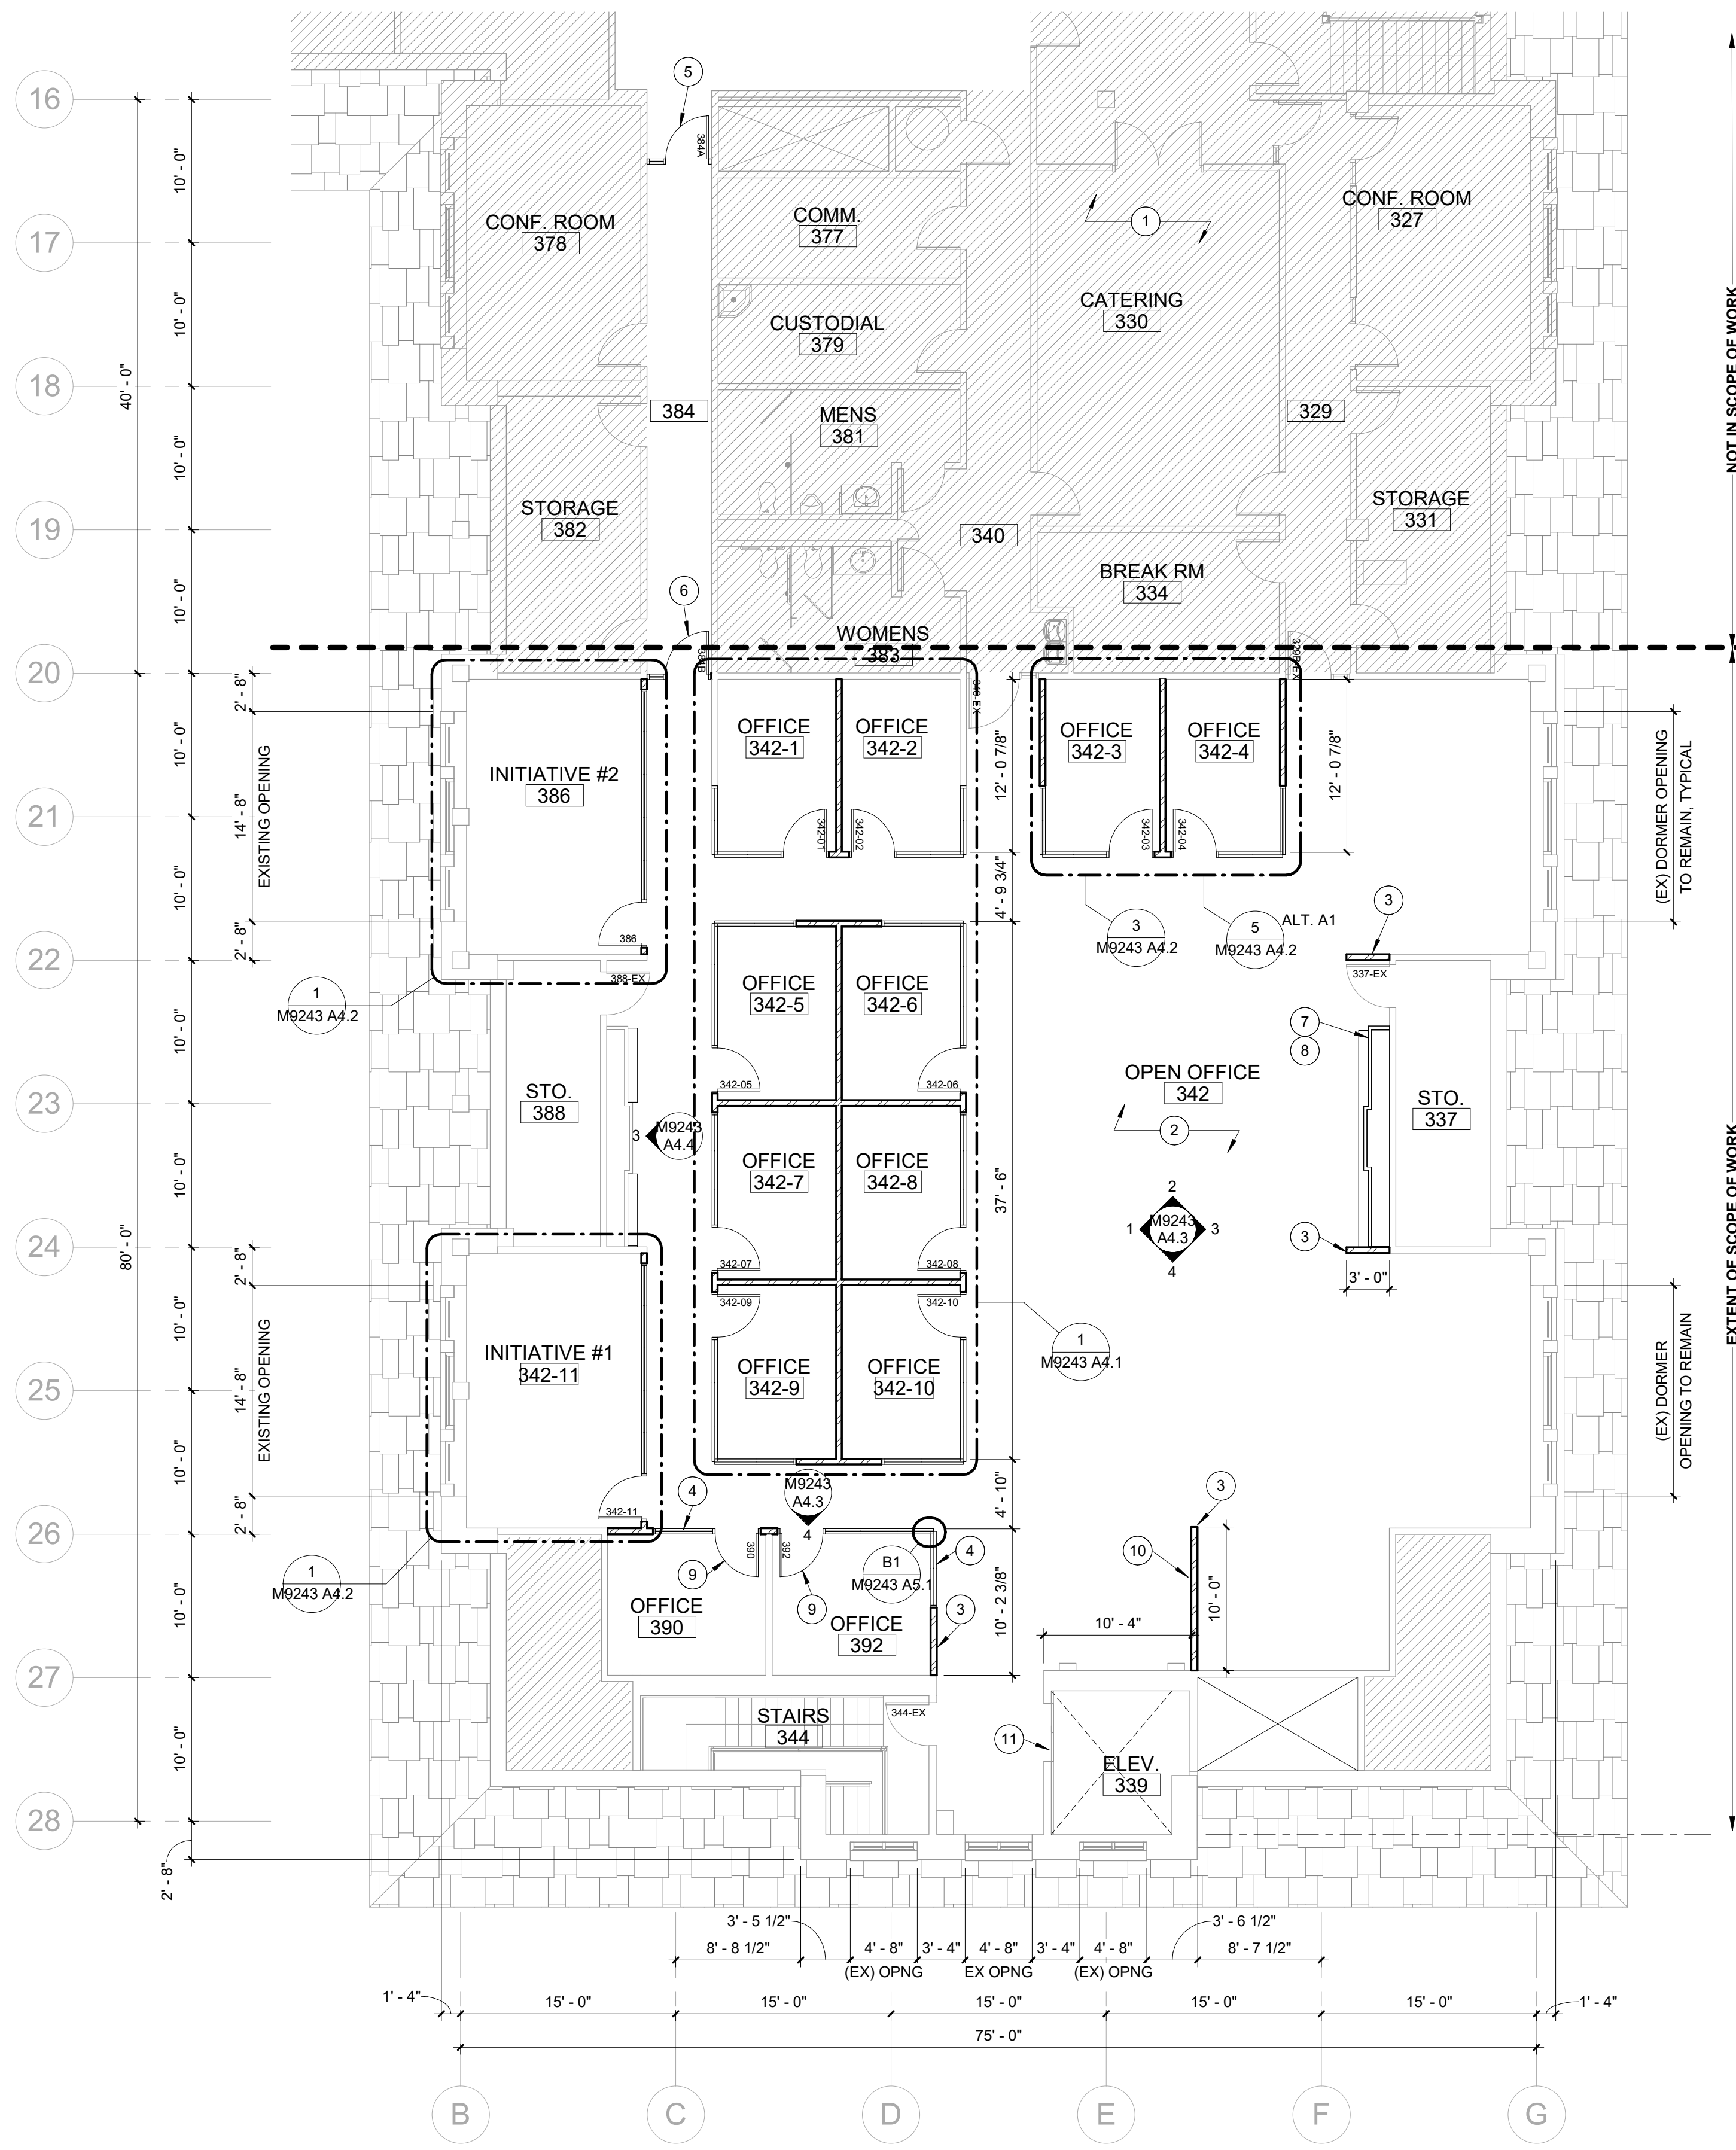 16
5
384A
CONF. ROOM
378
COMM.
377
1
CONF. ROOM
327
17
10' - 0"
CUSTODIAL
379
CATERING
330
NOT IN SCOPE OF WORK
10' - 0"
18
40' - 0"
384
MENS
381
329
10' - 0"
STORAGE
382
STORAGE
331
19
340
BREAK RM
334
10' - 0"
6
WOMENS
383
384B
329B-EX
20
2' - 8"
340-EX
10' - 0"
OFFICE
342-1
OFFICE
342-2
12' - 0 7/8"
OFFICE
342-3
OFFICE
342-4
12' - 0 7/8"
(EX) DORMER OPENING
TO REMAIN, TYPICAL
INITIATIVE #2
386
21
14' - 8"
EXISTING OPENING
342-01
342-02
342-03
342-04
10' - 0"
4' - 9 3/4"
3
M9243 A4.2
5
M9243 A4.2
ALT. A1
3
386
2' - 8"
22
388-EX
337-EX
1
M9243 A4.2
OFFICE
342-5
OFFICE
342-6
10' - 0"
7
8
342-05
342-06
OPEN OFFICE
342
23
STO.
388
STO.
337
3
M9243
A4.4
2
10' - 0"
OFFICE
342-7
OFFICE
342-8
37' - 6"
EXTENT OF SCOPE OF WORK
2
1
M9243
A4.3
3
4
3
24
80' - 0"
342-07
342-08
2' - 8"
3' - 0"
342-09
342-10
10' - 0"
INITIATIVE #1
342-11
OFFICE
342-9
OFFICE
342-10
1
M9243 A4.1
(EX) DORMER
OPENING TO REMAIN
25
14' - 8"
EXISTING OPENING
10' - 0"
M9243
A4.3
4
4
4' - 10"
3
342-11
2' - 8"
26
390
392
9
9
B1
M9243 A5.1
4
10
10' - 0"
1
M9243 A4.2
OFFICE
390
OFFICE
392
3
10' - 2 3/8"
10' - 0"
10' - 4"
27
STAIRS
344
344-EX
11
ELEV.
339
10' - 0"
28
2' - 8"
3' - 5 1/2"
3' - 6 1/2"
8' - 8 1/2"
4' - 8"
3' - 4"
4' - 8"
3' - 4"
4' - 8"
8' - 7 1/2"
(EX) OPNG
EX OPNG
(EX) OPNG
1' - 4"
15' - 0"
15' - 0"
15' - 0"
15' - 0"
15' - 0"
1' - 4"
75' - 0"
B
C
D
E
F
G